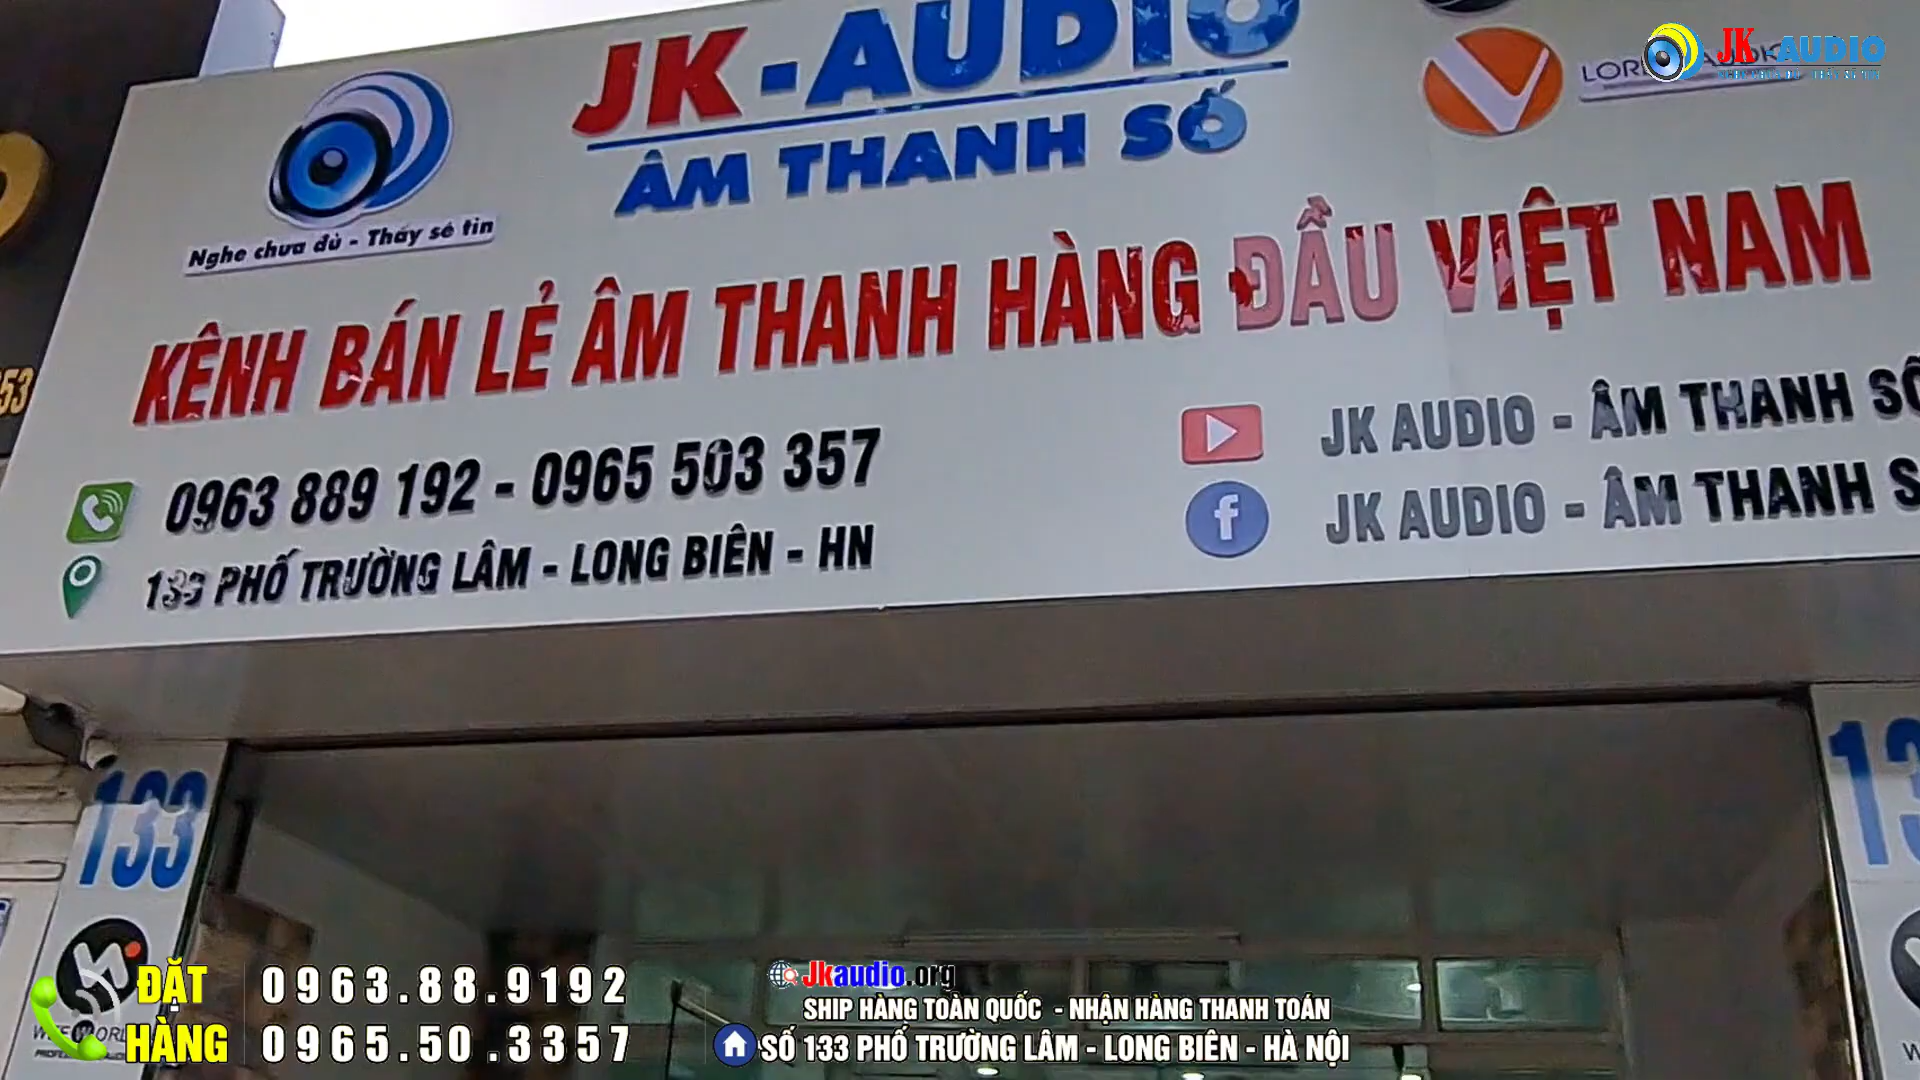 JK-AUDIO
ÂM THANH SỐ
Nghe chưa đủ - Thấy sẽ tin
KÊNH BÁN LẺ ÂM THANH HÀNG ĐẦU VIỆT NAM
0963 889 192 - 0965 503 357
133 PHỐ TRƯỜNG LÂM - LONG BIÊN - HN
JK AUDIO - ÂM THANH SỐ
JK AUDIO - ÂM THANH S
JK-AUDIO
53
133
13
ĐẶT HÀNG
0963.88.9192
0965.50.3357
Jkaudio.org
SHIP HÀNG TOÀN QUỐC - NHẬN HÀNG THANH TOÁN
SỐ 133 PHỐ TRƯỜNG LÂM - LONG BIÊN - HÀ NỘI